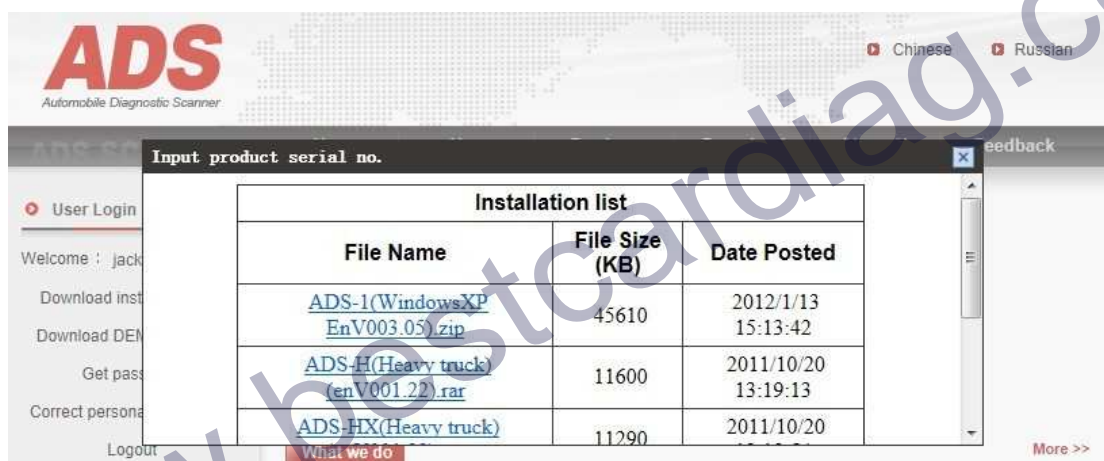 ADS
Automobile Diagnostic Scanner
Chinese Russian
eedback
Input product serial no.
User Login
Welcome : jack
Download inst
Download DEM
Get pass
Correct persona
Logout
Installation list
File Name File Size (KB) Date Posted
ADS-1(WindowsXP EnV003.05).zip 45610 2012/1/13 15:13:42
ADS-H(Heavy truck) (enV001.22).rar 11600 2011/10/20 13:19:13
ADS-HX(Heavy truck) 11290 2011/10/20
What we do
More >>
bestcardiag.c